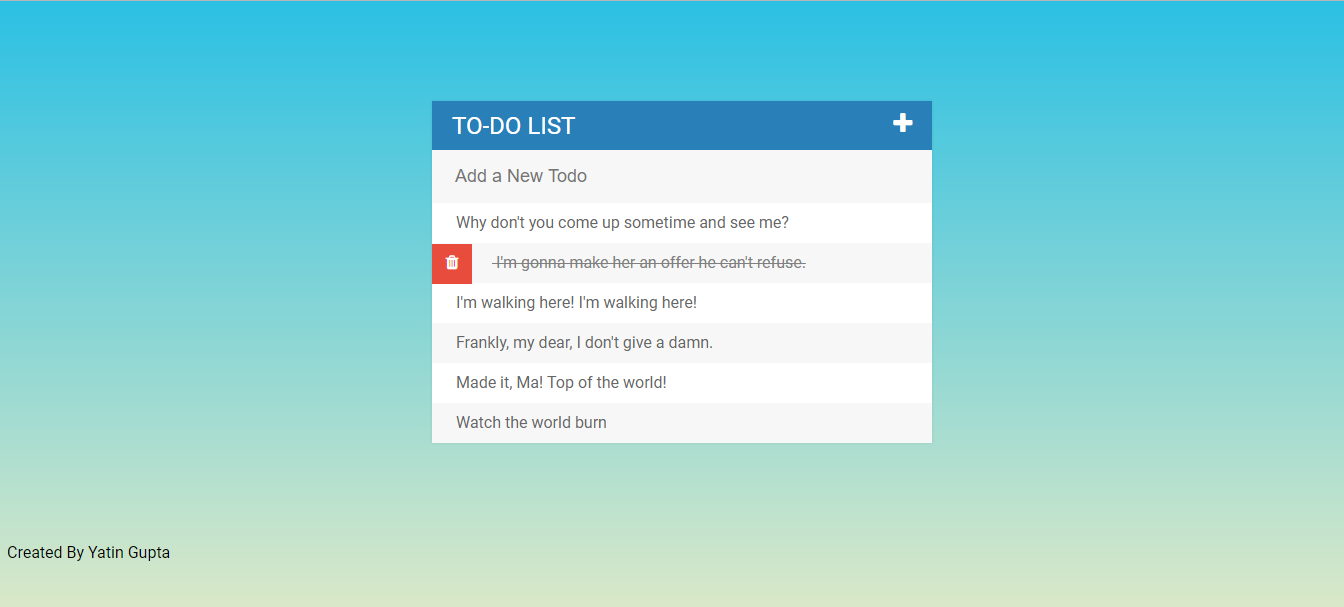 TO-DO LIST
Add a New Todo
Why don't you come up sometime and see me?
I'm gonna make her an offer he can't refuse.
I'm walking here! I'm walking here!
Frankly, my dear, I don't give a damn.
Made it, Ma! Top of the world!
Watch the world burn
Created By Yatin Gupta